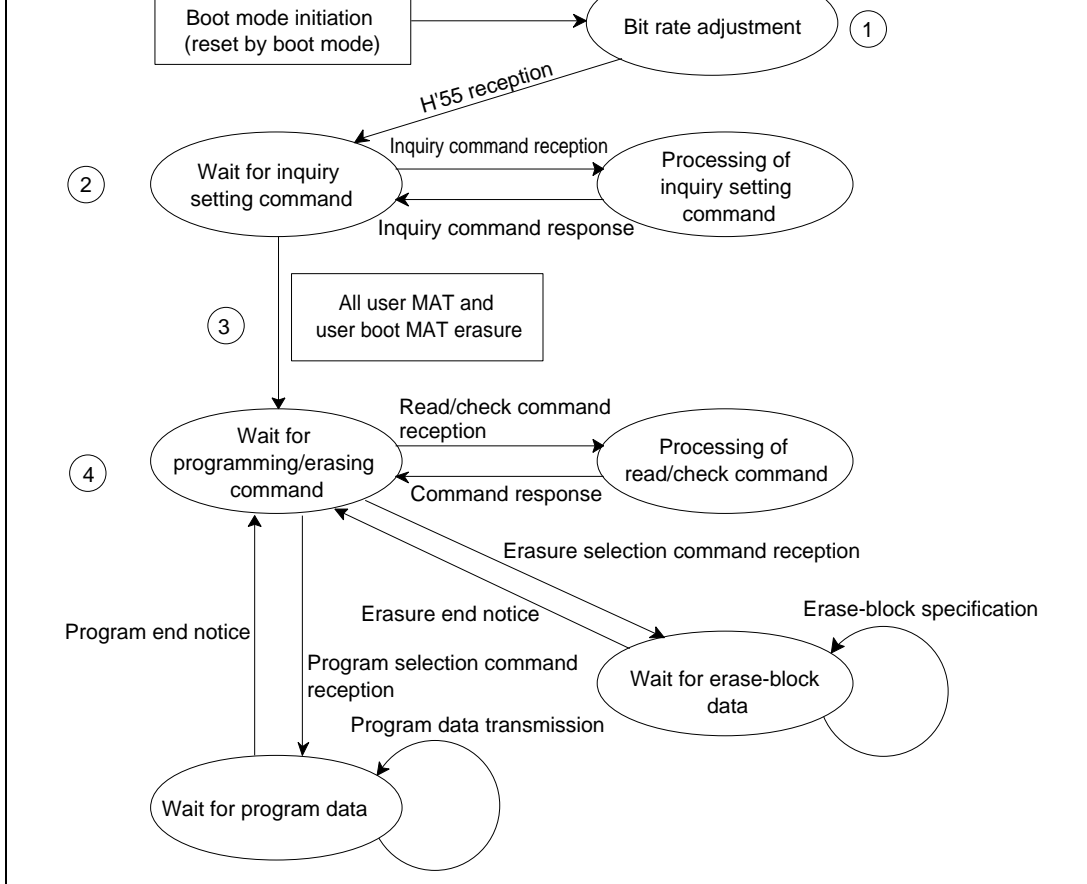 Boot mode initiation
(reset by boot mode)
Bit rate adjustment
1
H'55 reception
2
Wait for inquiry
setting command
Inquiry command reception
Inquiry command response
Processing of
inquiry setting
command
3
All user MAT and
user boot MAT erasure
4
Wait for
programming/erasing
command
Read/check command
reception
Command response
Processing of
read/check command
Erasure selection command reception
Erasure end notice
Erase-block specification
Program end notice
Program selection command
reception
Wait for erase-block
data
Program data transmission
Wait for program data